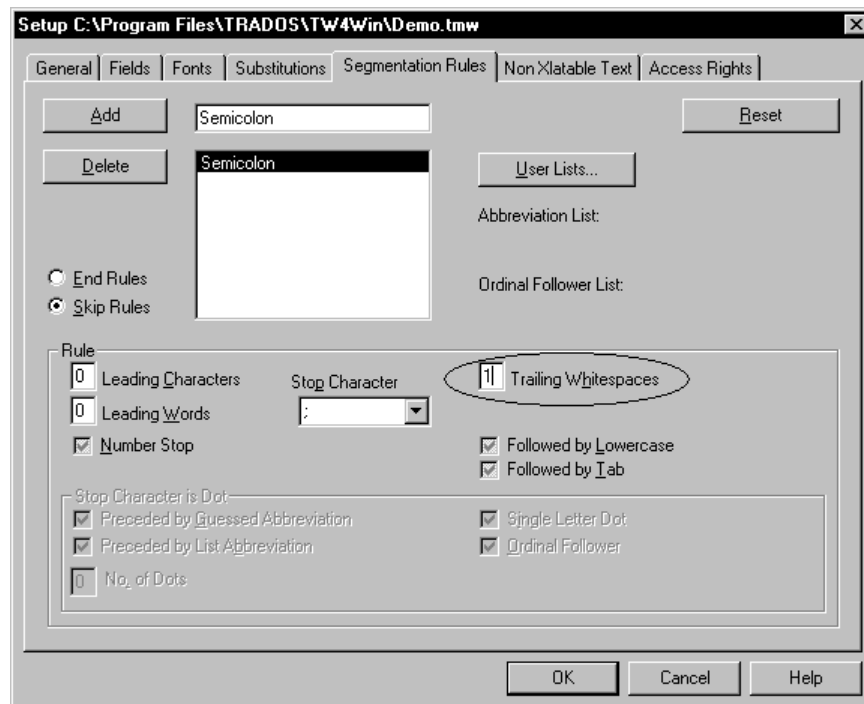 Setup C:\Program Files\TRADOS\TW4Win\Demo.tmw
General Fields Fonts Substitutions Segmentation Rules Non Xlatable Text Access Rights
Add Semicolon Reset
Delete Semicolon User Lists...
Abbreviation List:
End Rules Ordinal Follower List:
Skip Rules
Rule
0 Leading Characters Stop Character 1 Trailing Whitespaces
0 Leading Words ;
Number Stop Followed by Lowercase
Followed by Tab
Stop Character is Dot
Preceded by Guessed Abbreviation Single Letter Dot
Preceded by List Abbreviation Ordinal Follower
0 No. of Dots
OK Cancel Help